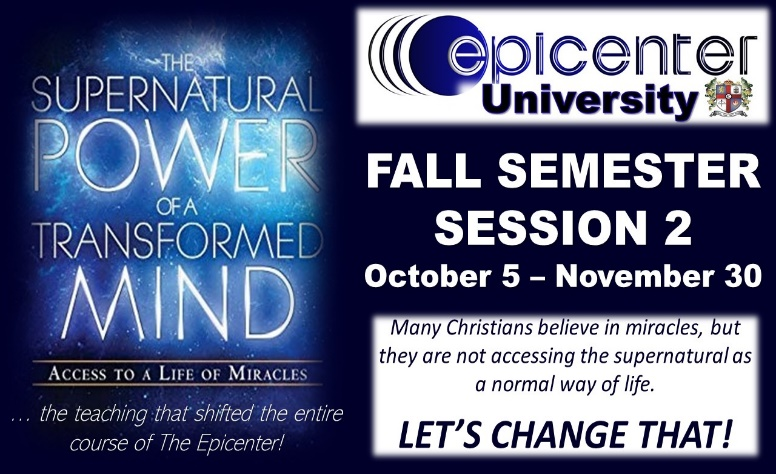 THE
SUPERNATURAL
POWER
OF A
TRANSFORMED
MIND
ACCESS TO A LIFE OF MIRACLES
… the teaching that shifted the entire
course of The Epicenter!
epicenter
University
FALL SEMESTER
SESSION 2
October 5 – November 30
Many Christians believe in miracles, but
they are not accessing the supernatural as
a normal way of life.
LET'S CHANGE THAT!